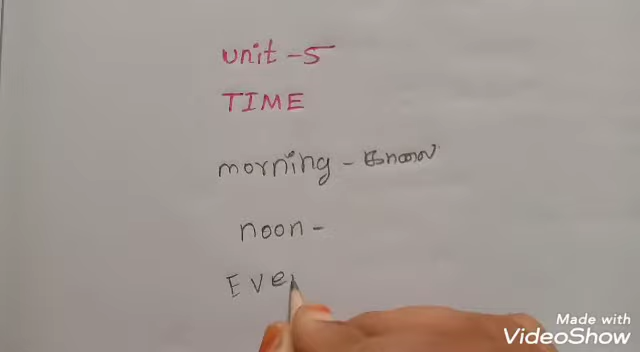 unit - 5
TIME
morning - காலை
noon -
Eve
Made with
VideoShow